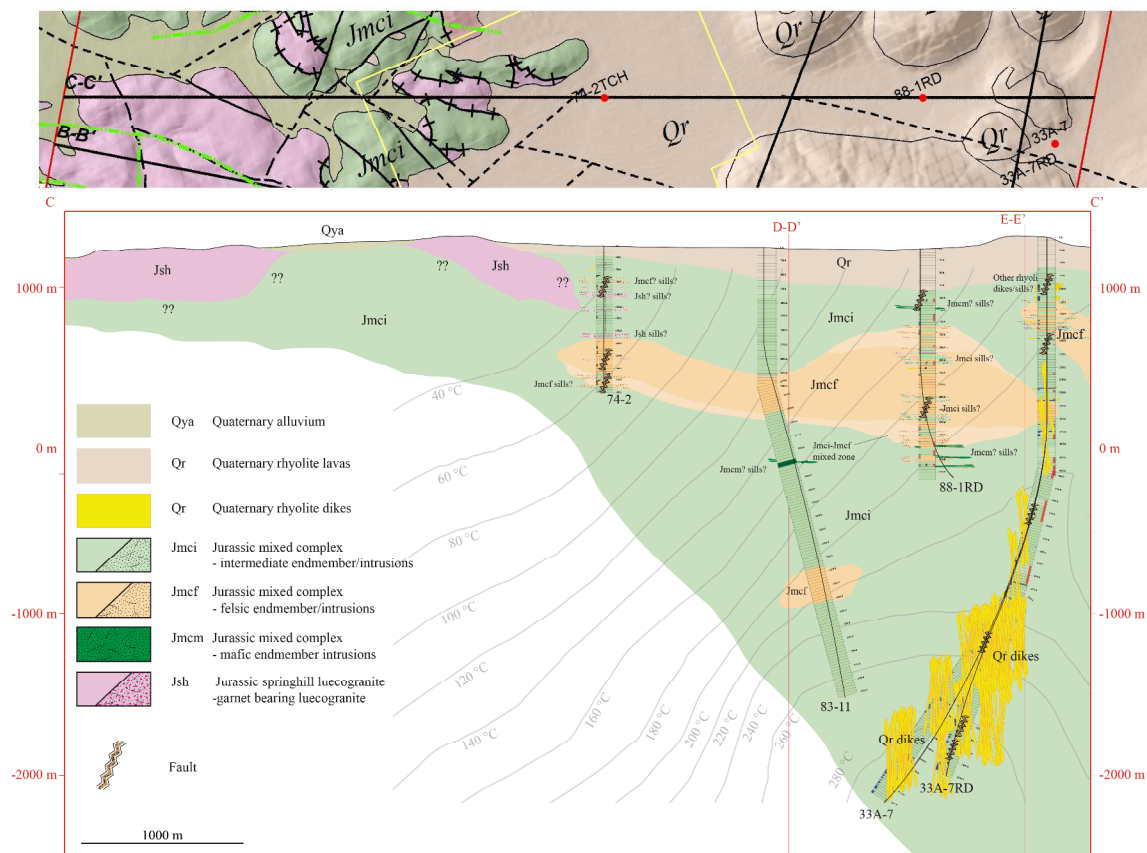 Jmci
Qr
C-C'
74-2TCH
88-1RD
B-B'
Jmci
Qr
Qr
33A-7
33A-7RD
C
C'
Qya
D-D'
E-E'
Jsh
??
??
Jsh
??
??
Qr
1000 m
1000 m
Jmcf? sills?
Jsh? sills?
Jmci
Jsh sills?
Jmci
Jmcm? sills?
Other rhyoli
dikes/sills?
Jmcf
Jmci sills?
Jmcf sills?
74-2
Jmcf
Jmci sills?
40 °C
0 m
0 m
Jmci-Jmcf
mixed zone
Jmcm? sills?
Jmcm? sills?
88-1RD
60 °C
80 °C
Jmci
100 °C
Jmcf
-1000 m
-1000 m
120 °C
140 °C
160 °C
180 °C
200 °C
220 °C
240 °C
260 °C
280 °C
83-11
Qr dikes
Qr dikes
33A-7RD
33A-7
-2000 m
-2000 m
Qya Quaternary alluvium
Qr Quaternary rhyolite lavas
Qr Quaternary rhyolite dikes
Jmci Jurassic mixed complex
- intermediate endmember/intrusions
Jmcf Jurassic mixed complex
- felsic endmember/intrusions
Jmcm Jurassic mixed complex
- mafic endmember intrusions
Jsh Jurassic springhill luecogranite
-garnet bearing luecogranite
Fault
1000 m